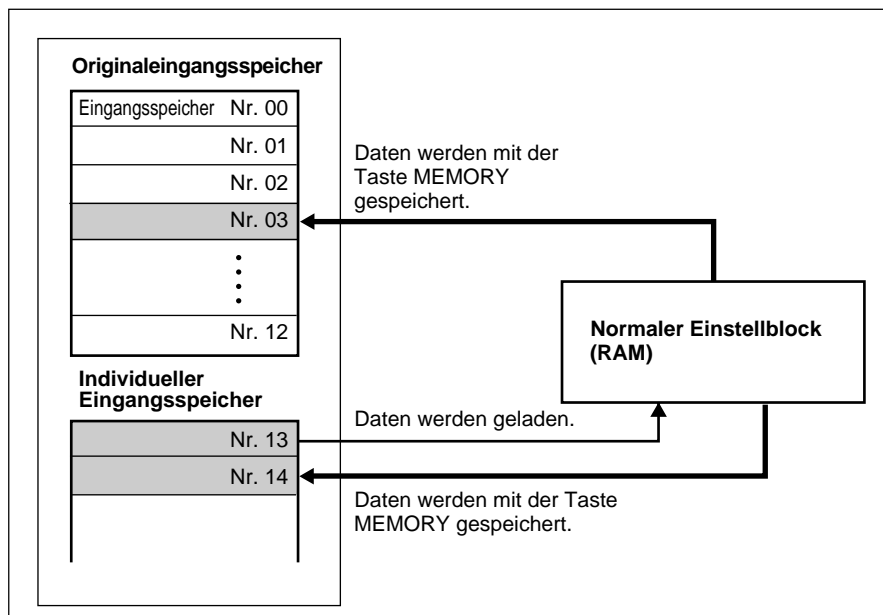 Originaleingangsspeicher
Eingangsspeicher Nr. 00
Nr. 01
Nr. 02
Nr. 03
Nr. 12
Individueller
Eingangsspeicher
Nr. 13
Nr. 14
Daten werden mit der
Taste MEMORY
gespeichert.
Normaler Einstellblock
(RAM)
Daten werden geladen.
Daten werden mit der Taste
MEMORY gespeichert.